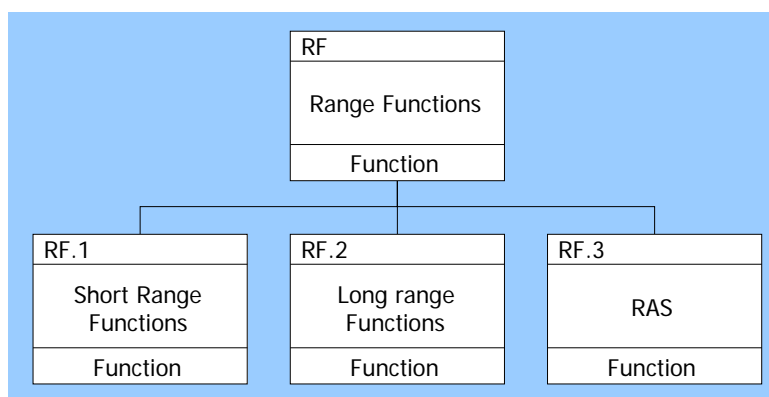 RF
Range Functions
Function
RF.1
Short Range
Functions
Function
RF.2
Long range
Functions
Function
RF.3
RAS
Function